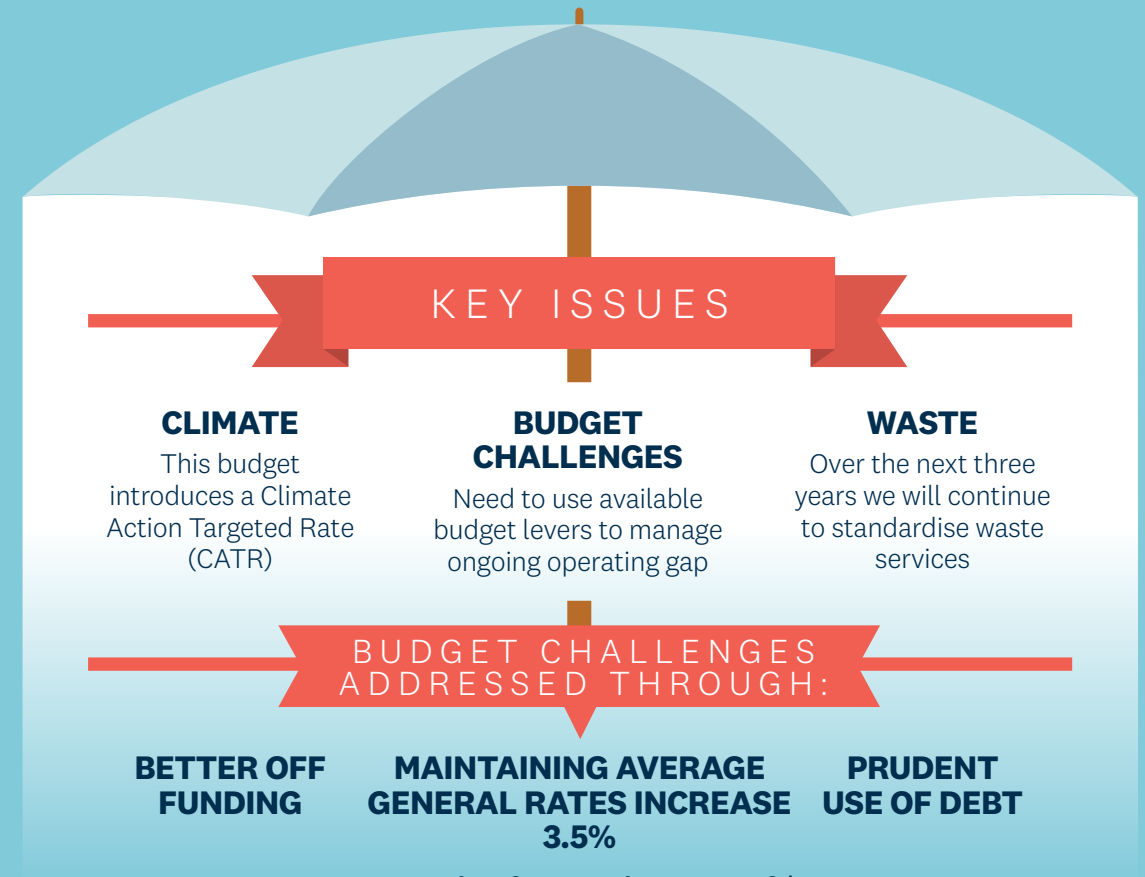 KEY ISSUES
CLIMATE
This budget
introduces a Climate
Action Targeted Rate
(CATR)
BUDGET
CHALLENGES
Need to use available
budget levers to manage
ongoing operating gap
WASTE
Over the next three
years we will continue
to standardise waste
services
BUDGET CHALLENGES
ADDRESSED THROUGH:
BETTER OFF
FUNDING
MAINTAINING AVERAGE
GENERAL RATES INCREASE
3.5%
PRUDENT
USE OF DEBT